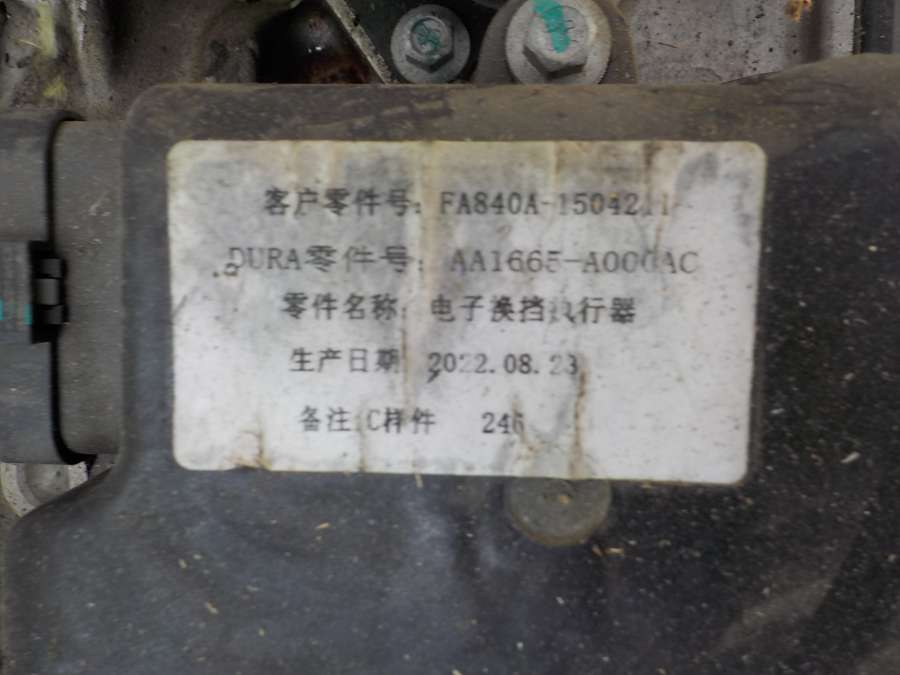 客户零件号: FA840A-1504211
DURA零件号: AA1665-A000AC
零件名称: 电子换挡执行器
生产日期 2022.08.23
备注:C样件 246